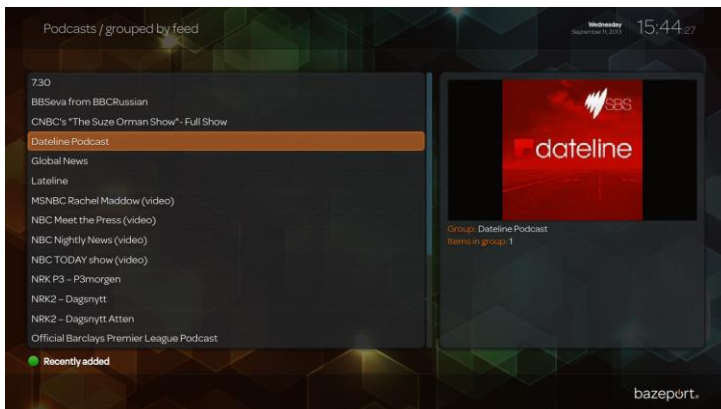 Podcasts / grouped by feed
Wednesday
September 11, 2013
15:44:27
7.30
BBSeva from BBCRussian
CNBC's "The Suze Orman Show" - Full Show
Dateline Podcast
Global News
Lateline
MSNBC Rachel Maddow (video)
NBC Meet the Press (video)
NBC Nightly News (video)
NBC TODAY show (video)
NRK P3 – P3morgen
NRK2 – Dagsnytt
NRK2 – Dagsnytt Atten
Official Barclays Premier League Podcast
SBS
dateline
Group: Dateline Podcast
Items in group: 1
Recently added
bazeport